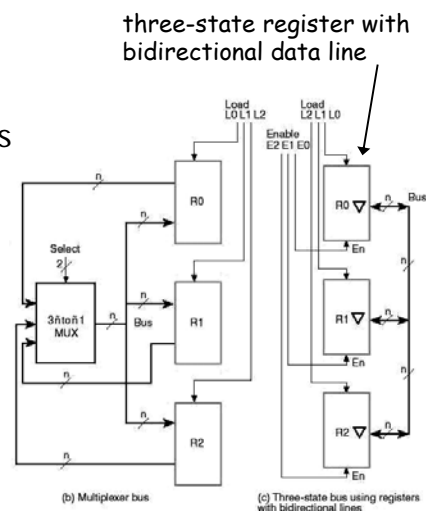 three-state register with
bidirectional data line
s
Load
L0 L1 L2
n
R0
Select
2
n
3ñtoñ1
MUX
n
Bus
n
R1
n
n
R2
n
(b) Multiplexer bus
Load
L2 L1 L0
Enable
E2 E1 E0
R0
n
Bus
En
n
R1
n
En
n
R2
n
En
(c) Three-state bus using registers
with bidirectional lines